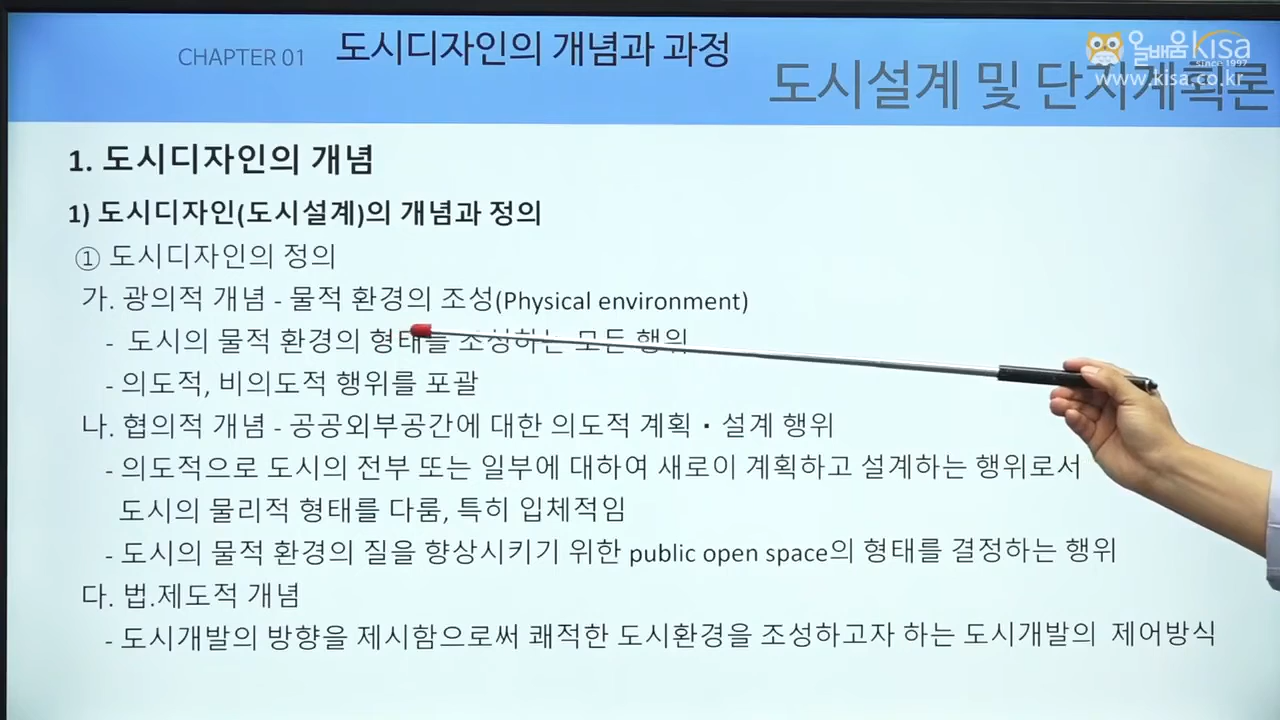 CHAPTER 01 도시디자인의 개념과 과정
일배움kisa
since 1997
www.kisa.co.kr
도시설계 및 단지계획론
1. 도시디자인의 개념
1) 도시디자인(도시설계)의 개념과 정의
① 도시디자인의 정의
가. 광의적 개념 - 물적 환경의 조성(Physical environment)
- 도시의 물적 환경의 형태를 조성하는 모든 행위
- 의도적, 비의도적 행위를 포괄
나. 협의적 개념 - 공공외부공간에 대한 의도적 계획・설계 행위
- 의도적으로 도시의 전부 또는 일부에 대하여 새로이 계획하고 설계하는 행위로서
도시의 물리적 형태를 다룸, 특히 입체적임
- 도시의 물적 환경의 질을 향상시키기 위한 public open space의 형태를 결정하는 행위
다. 법.제도적 개념
- 도시개발의 방향을 제시함으로써 쾌적한 도시환경을 조성하고자 하는 도시개발의 제어방식